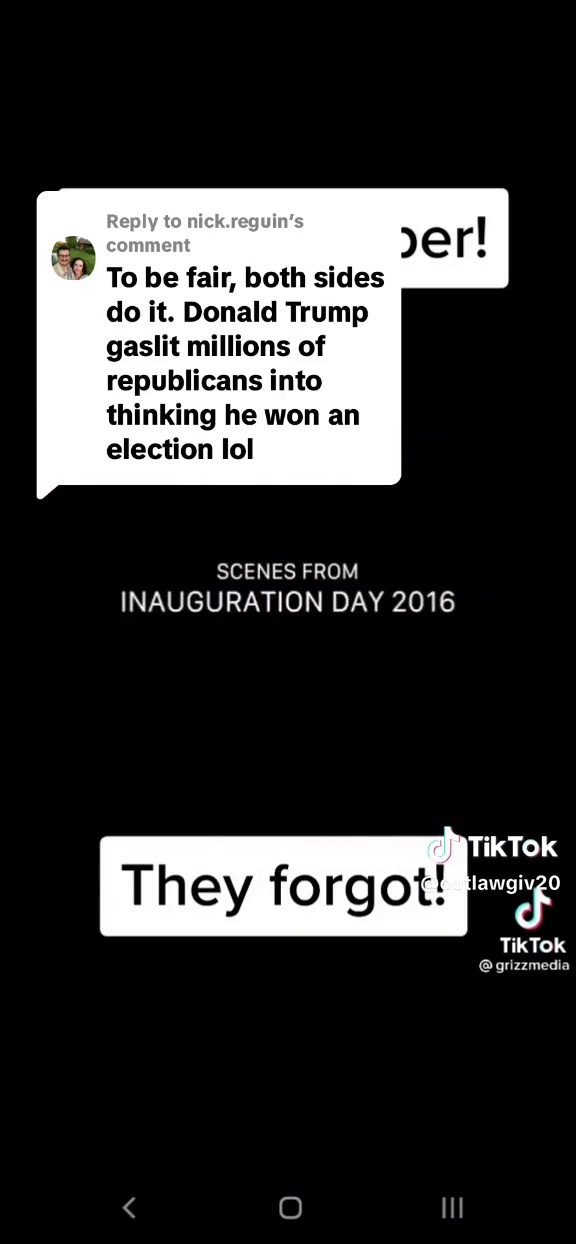 Reply to nick.reguin’s
comment
To be fair, both sides
do it. Donald Trump
gaslit millions of
republicans into
thinking he won an
election lol
SCENES FROM
INAUGURATION DAY 2016
They forgot!
TikTok
TikTok
@ grizzmedia